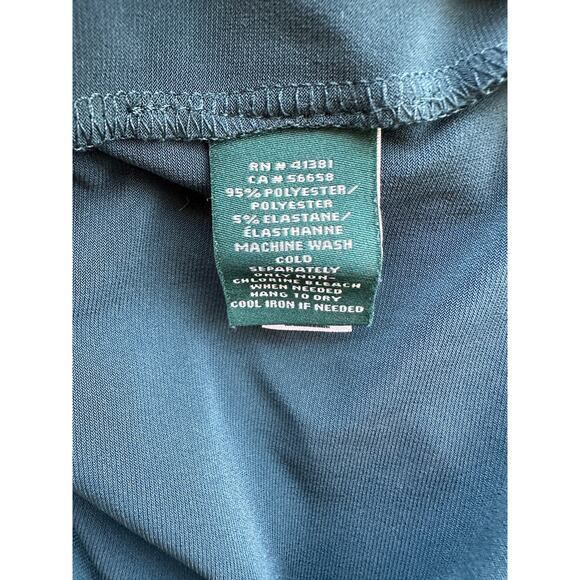 RN # 41381
CA # 56658
95% POLYESTER/
POLYESTER
5% ELASTANE/
ÉLASTHANNE
MACHINE WASH
COLD
SEPARATELY
ONLY NON-
CHLORINE BLEACH
WHEN NEEDED
HANG TO DRY
COOL IRON IF NEEDED